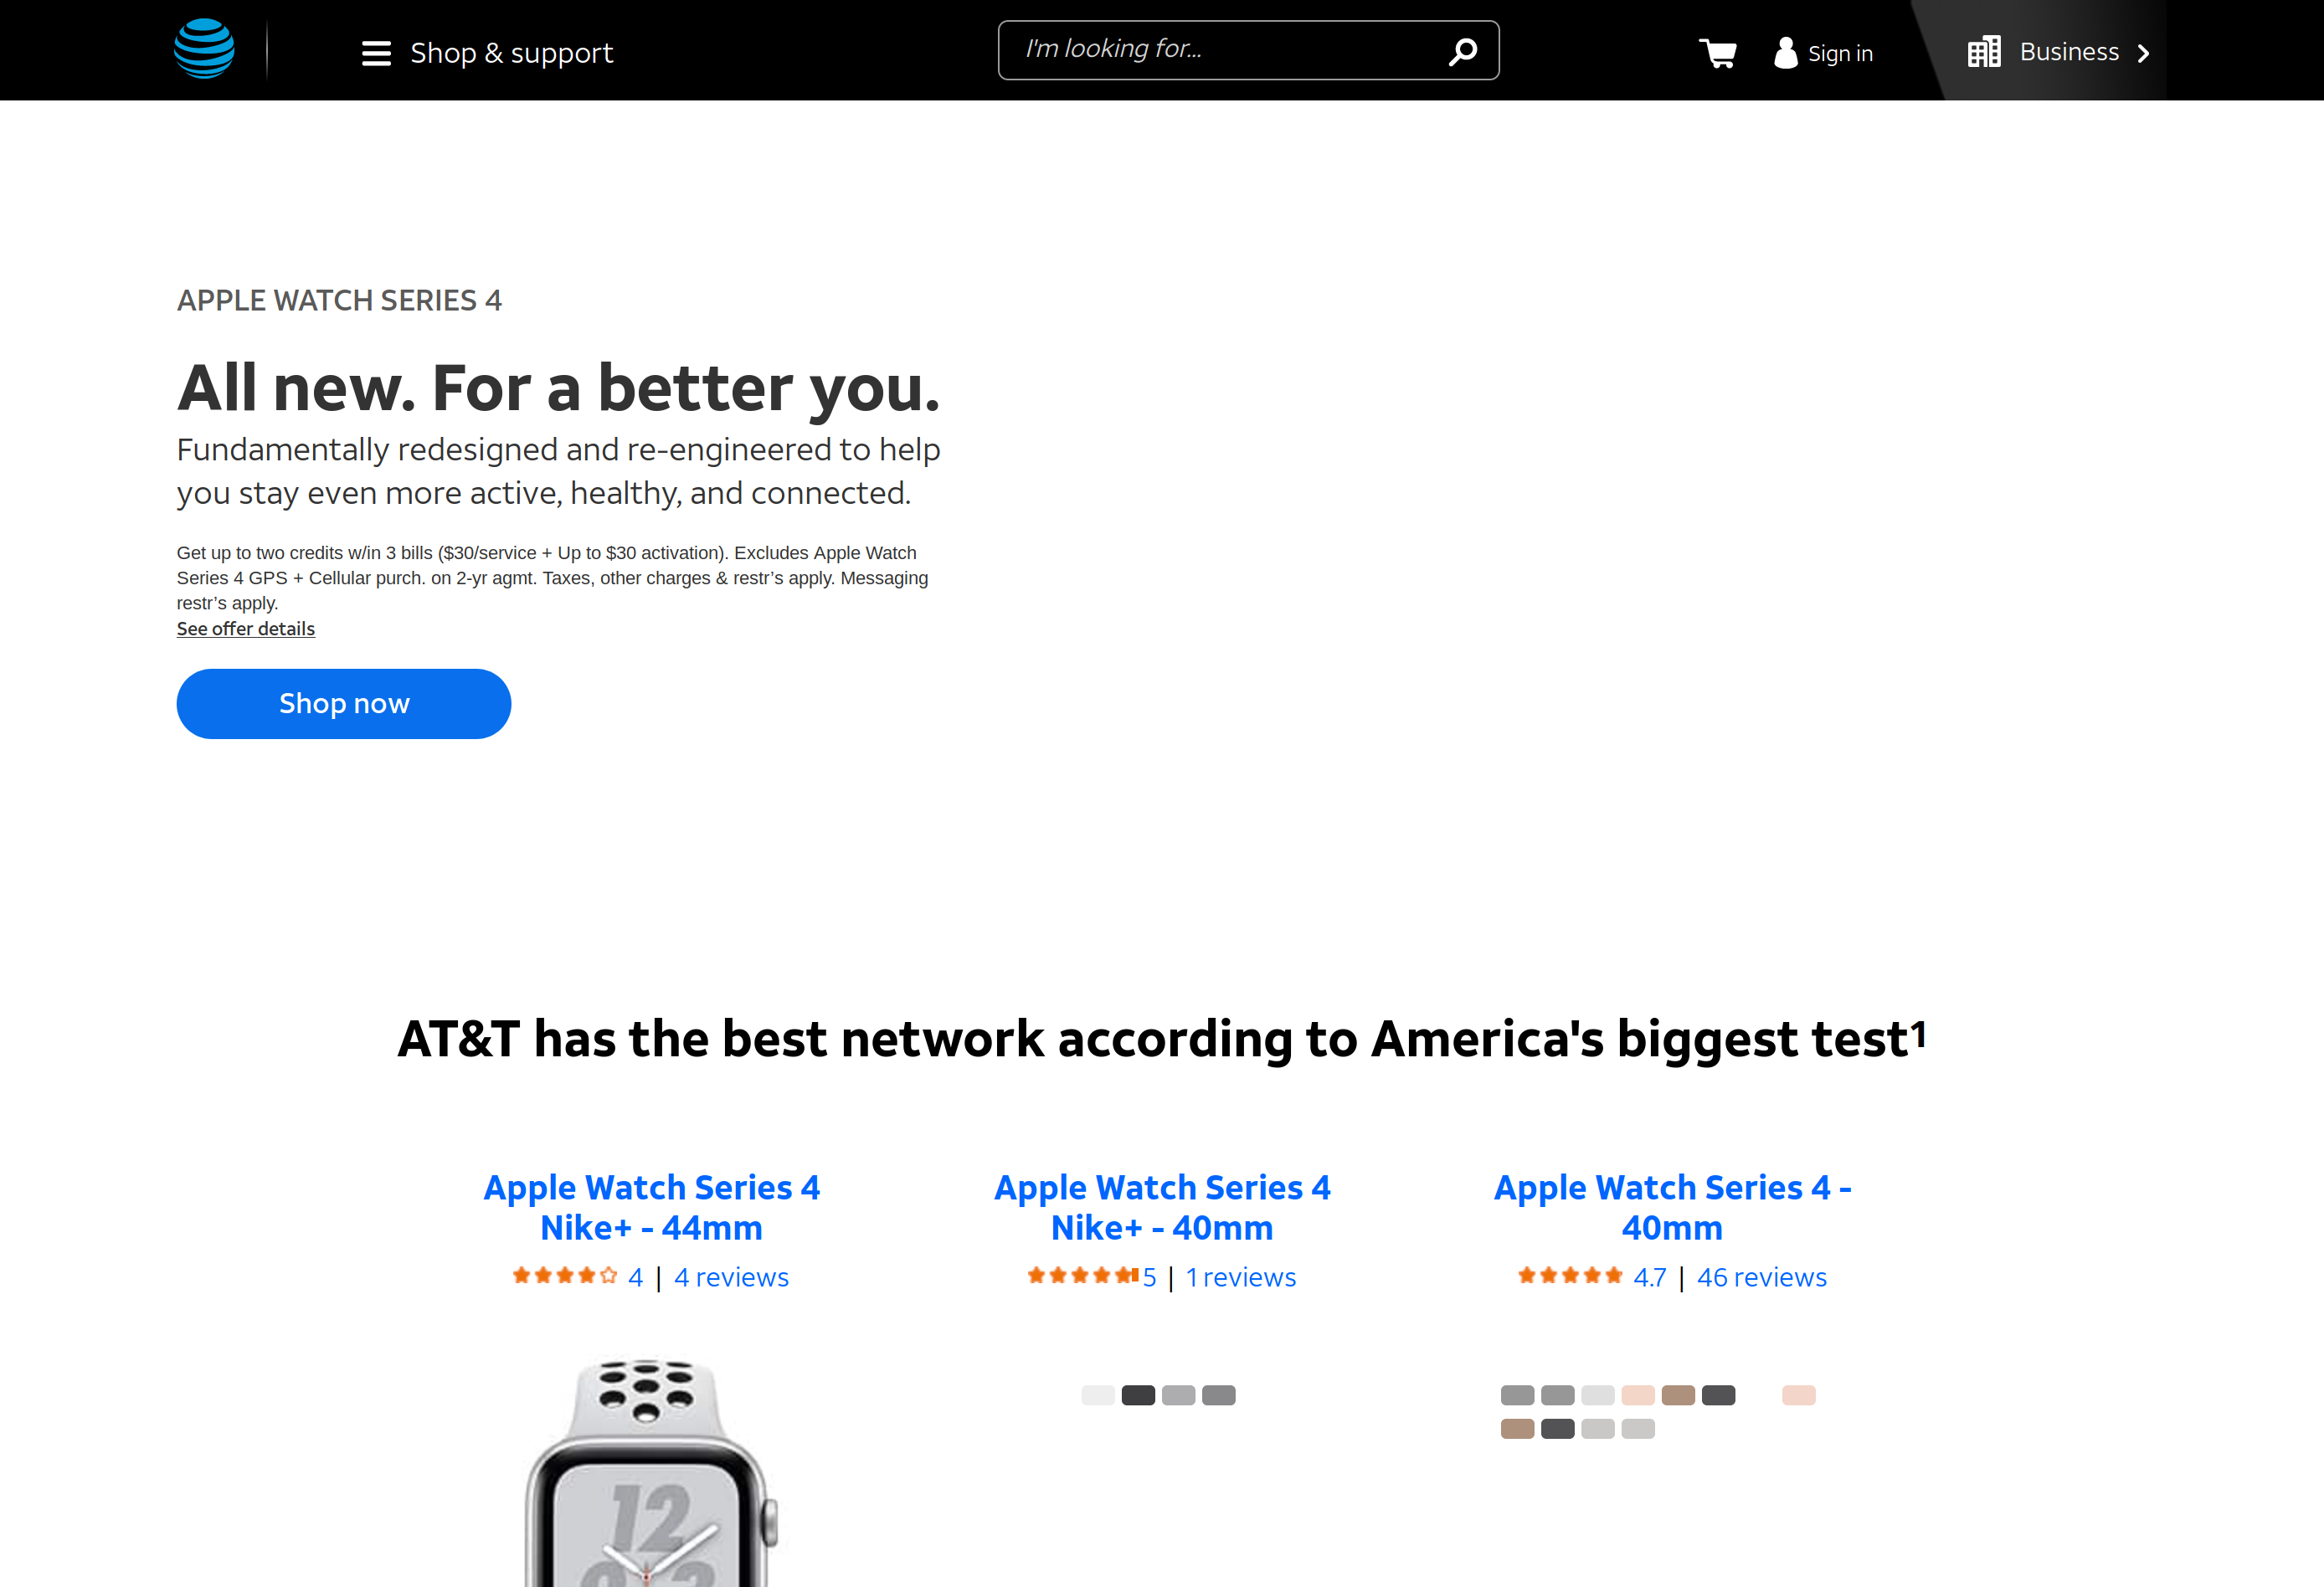 Shop & support
I'm looking for...
Sign in
Business
APPLE WATCH SERIES 4
All new. For a better you.
Fundamentally redesigned and re-engineered to help
you stay even more active, healthy, and connected.
Get up to two credits w/in 3 bills ($30/service + Up to $30 activation). Excludes Apple Watch
Series 4 GPS + Cellular purch. on 2-yr agmt. Taxes, other charges & restr’s apply. Messaging
restr’s apply.
See offer details
Shop now
AT&T has the best network according to America's biggest test¹
Apple Watch Series 4
Nike+ - 44mm
4 | 4 reviews
Apple Watch Series 4
Nike+ - 40mm
5 | 1 reviews
Apple Watch Series 4 -
40mm
4.7 | 46 reviews
12